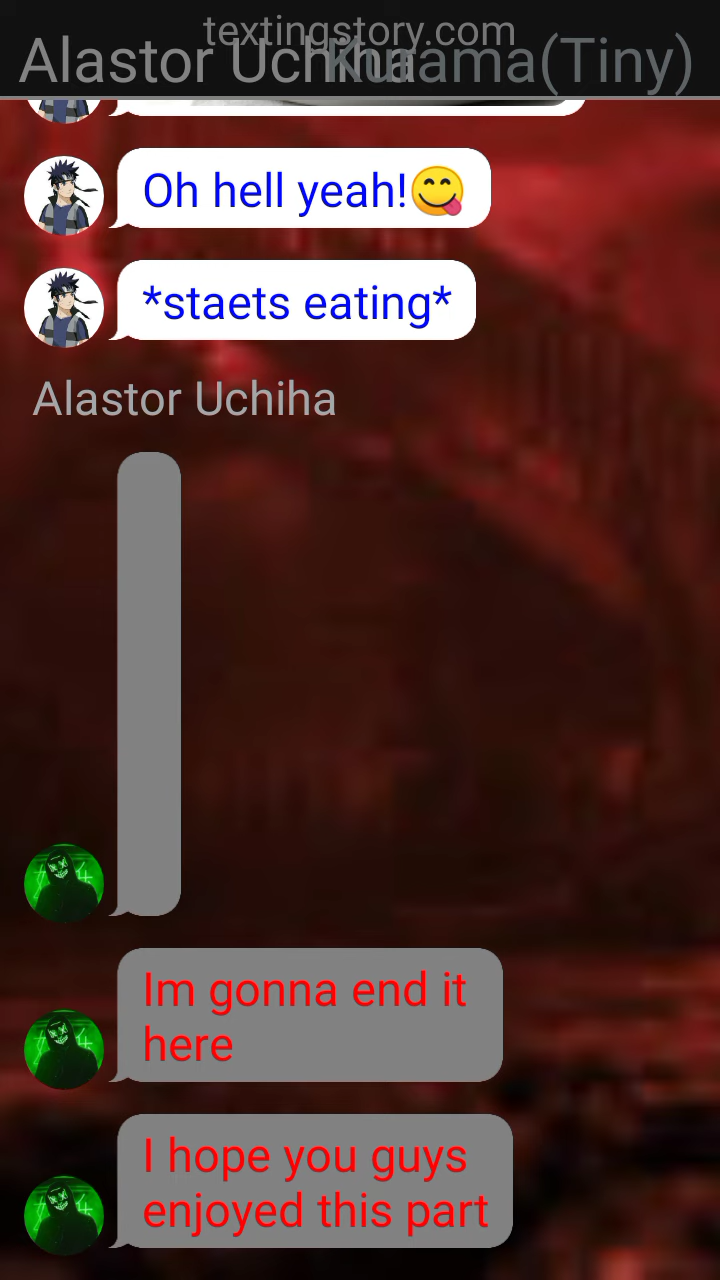 textingstory.com
Alastor Uchiha
Kurama(Tiny)
Oh hell yeah!😋
*staets eating*
Alastor Uchiha
Im gonna end it
here
I hope you guys
enjoyed this part